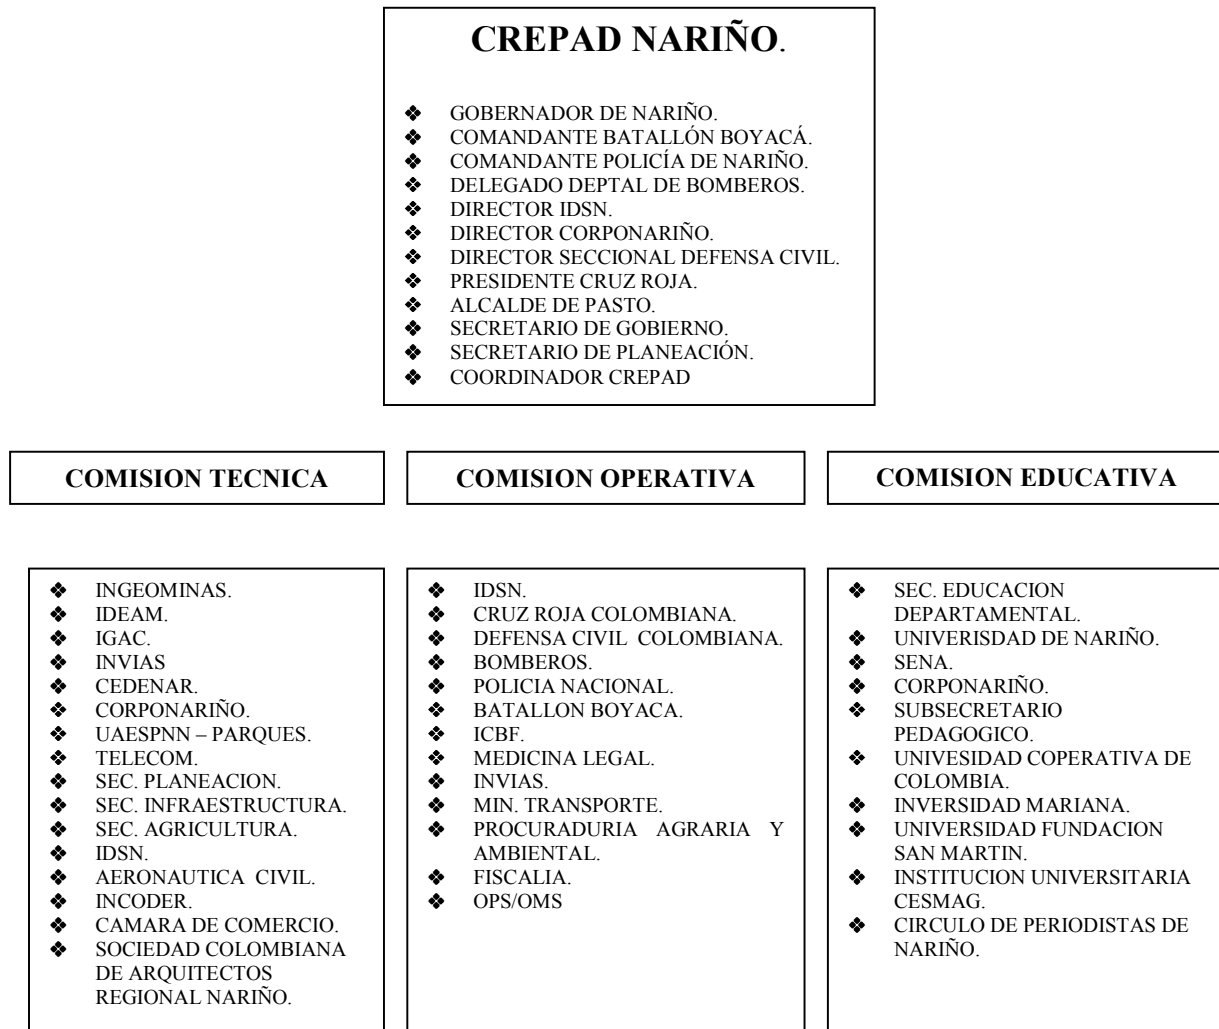 CREPAD NARIÑO.
❖ GOBERNADOR DE NARIÑO.
❖ COMANDANTE BATALLÓN BOYACÁ.
❖ COMANDANTE POLICÍA DE NARIÑO.
❖ DELEGADO DEPTAL DE BOMBEROS.
❖ DIRECTOR IDSN.
❖ DIRECTOR CORPONARIÑO.
❖ DIRECTOR SECCIONAL DEFENSA CIVIL.
❖ PRESIDENTE CRUZ ROJA.
❖ ALCALDE DE PASTO.
❖ SECRETARIO DE GOBIERNO.
❖ SECRETARIO DE PLANEACIÓN.
❖ COORDINADOR CREPAD
COMISION TECNICA
❖ INGEOMINAS.
❖ IDEAM.
❖ IGAC.
❖ INVIAS
❖ CEDENAR.
❖ CORPONARIÑO.
❖ UAESPNN – PARQUES.
❖ TELECOM.
❖ SEC. PLANEACION.
❖ SEC. INFRAESTRUCTURA.
❖ SEC. AGRICULTURA.
❖ IDSN.
❖ AERONAUTICA CIVIL.
❖ INCODER.
❖ CAMARA DE COMERCIO.
❖ SOCIEDAD COLOMBIANA
DE ARQUITECTOS
REGIONAL NARIÑO.
COMISION OPERATIVA
❖ IDSN.
❖ CRUZ ROJA COLOMBIANA.
❖ DEFENSA CIVIL COLOMBIANA.
❖ BOMBEROS.
❖ POLICIA NACIONAL.
❖ BATALLON BOYACA.
❖ ICBF.
❖ MEDICINA LEGAL.
❖ INVIAS.
❖ MIN. TRANSPORTE.
❖ PROCURADURIA AGRARIA Y
AMBIENTAL.
❖ FISCALIA.
❖ OPS/OMS
COMISION EDUCATIVA
❖ SEC. EDUCACION
DEPARTAMENTAL.
❖ UNIVERISDAD DE NARIÑO.
❖ SENA.
❖ CORPONARIÑO.
❖ SUBSECRETARIO
PEDAGOGICO.
❖ UNIVESIDAD COPERATIVA DE
COLOMBIA.
❖ INVERSIDAD MARIANA.
❖ UNIVERSIDAD FUNDACION
SAN MARTIN.
❖ INSTITUCION UNIVERSITARIA
CESMAG.
❖ CIRCULO DE PERIODISTAS DE
NARIÑO.